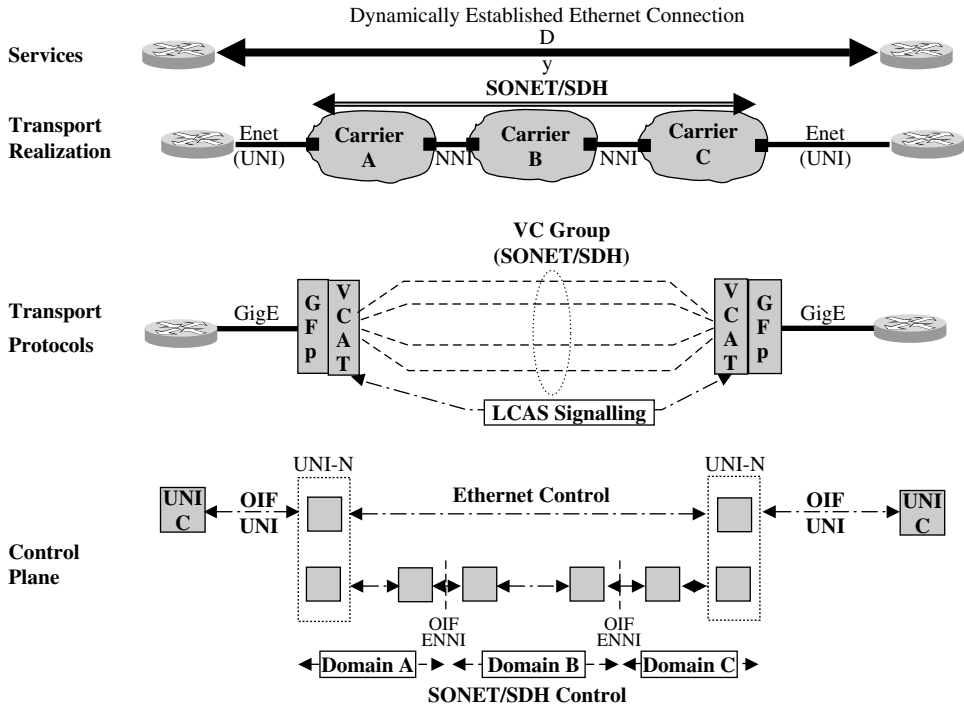 Dynamically Established Ethernet Connection
D
y
Services
SONET/SDH
Transport
Realization
Enet
(UNI)
Carrier
A
NNI
Carrier
B
NNI
Carrier
C
Enet
(UNI)
VC Group
(SONET/SDH)
Transport
Protocols
GigE
G
F
p
V
C
A
T
V
C
A
T
G
F
p
GigE
LCAS Signalling
UNI-N
UNI-N
UNI
C
OIF
UNI
Ethernet Control
OIF
UNI
UNI
C
Control
Plane
OIF
ENNI
OIF
ENNI
Domain A
Domain B
Domain C
SONET/SDH Control